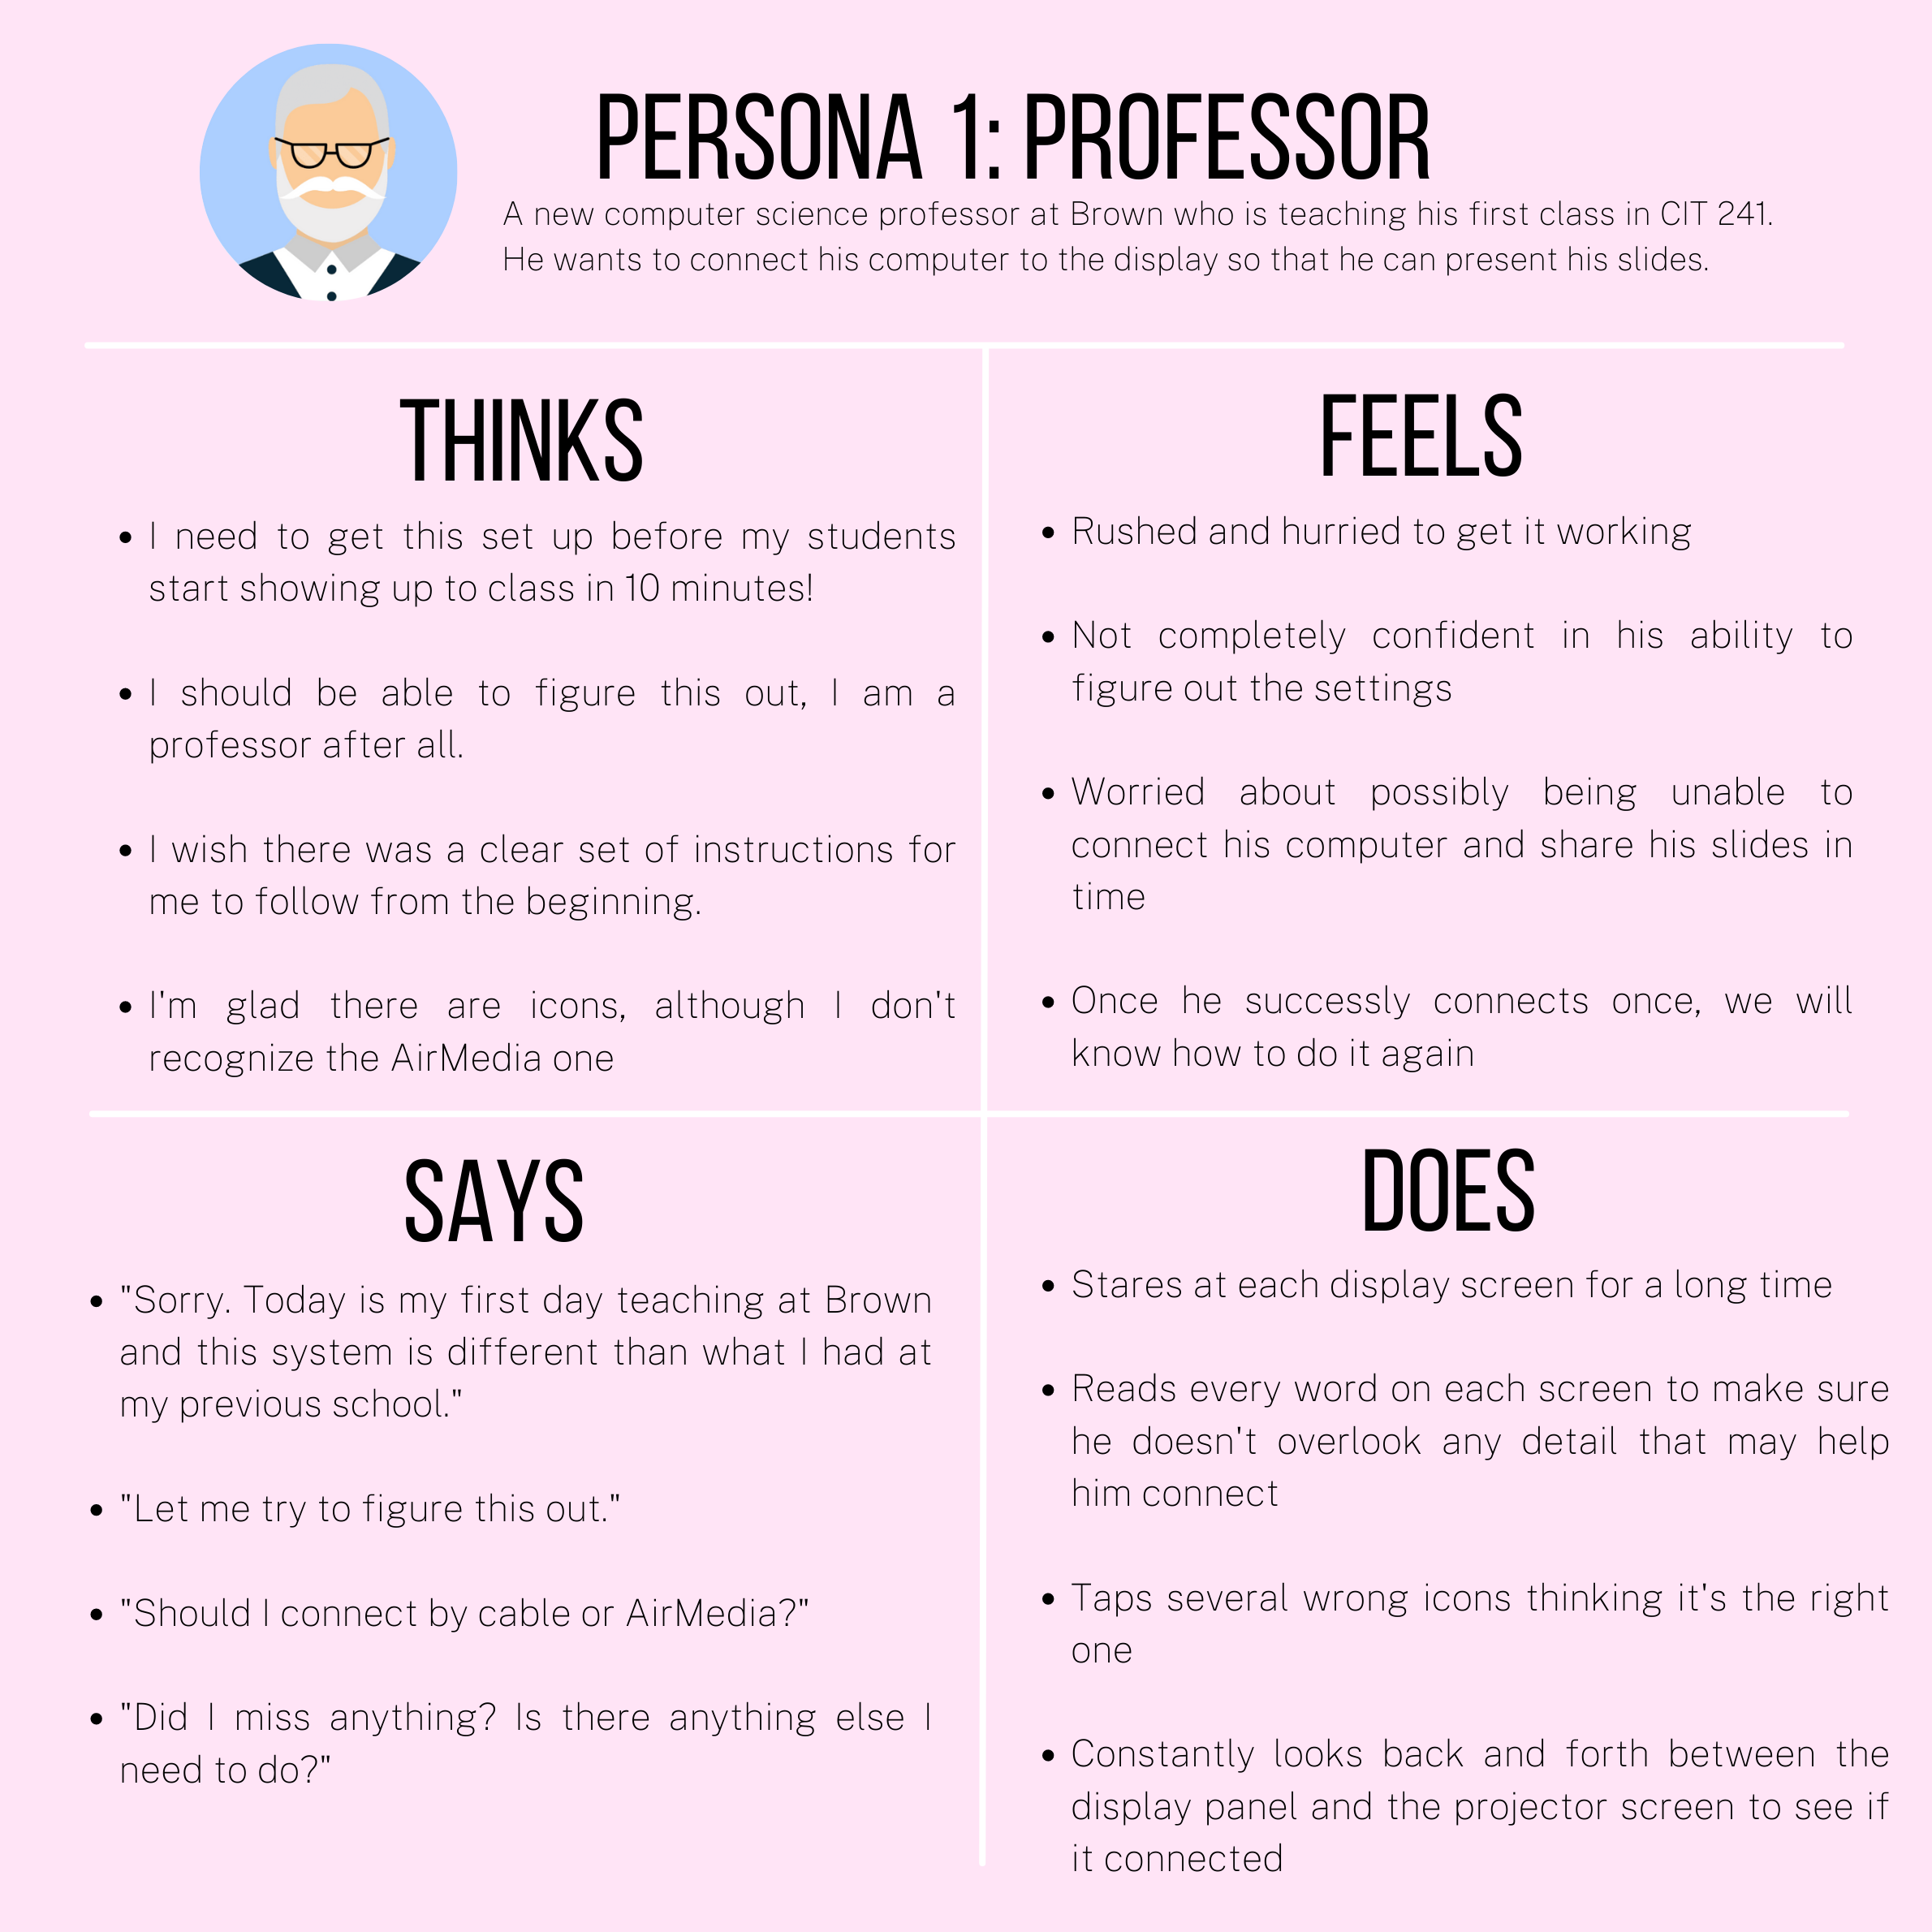 PERSONA 1: PROFESSOR
A new computer science professor at Brown who is teaching his first class in CIT 241.
He wants to connect his computer to the display so that he can present his slides.
THINKS
• I need to get this set up before my students
start showing up to class in 10 minutes!
• I should be able to figure this out, I am a
professor after all.
• I wish there was a clear set of instructions for
me to follow from the beginning.
• I'm glad there are icons, although I don't
recognize the AirMedia one
FEELS
• Rushed and hurried to get it working
• Not completely confident in his ability to
figure out the settings
• Worried about possibly being unable to
connect his computer and share his slides in
time
• Once he successly connects once, we will
know how to do it again
SAYS
• "Sorry. Today is my first day teaching at Brown
and this system is different than what I had at
my previous school."
• "Let me try to figure this out."
• "Should I connect by cable or AirMedia?"
• "Did I miss anything? Is there anything else I
need to do?"
DOES
• Stares at each display screen for a long time
• Reads every word on each screen to make sure
he doesn't overlook any detail that may help
him connect
• Taps several wrong icons thinking it's the right
one
• Constantly looks back and forth between the
display panel and the projector screen to see if
it connected